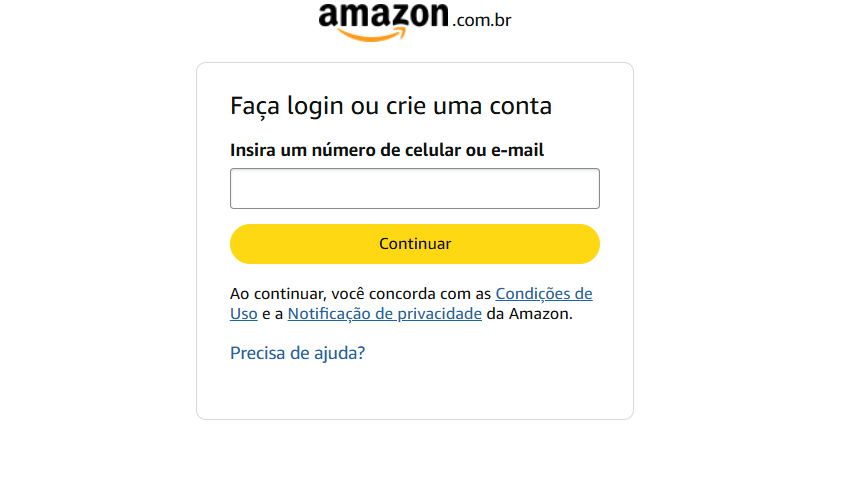 amazon.com.br
Faça login ou crie uma conta
Insira um número de celular ou e-mail
Continuar
Ao continuar, você concorda com as Condições de
Uso e a Notificação de privacidade da Amazon.
Precisa de ajuda?